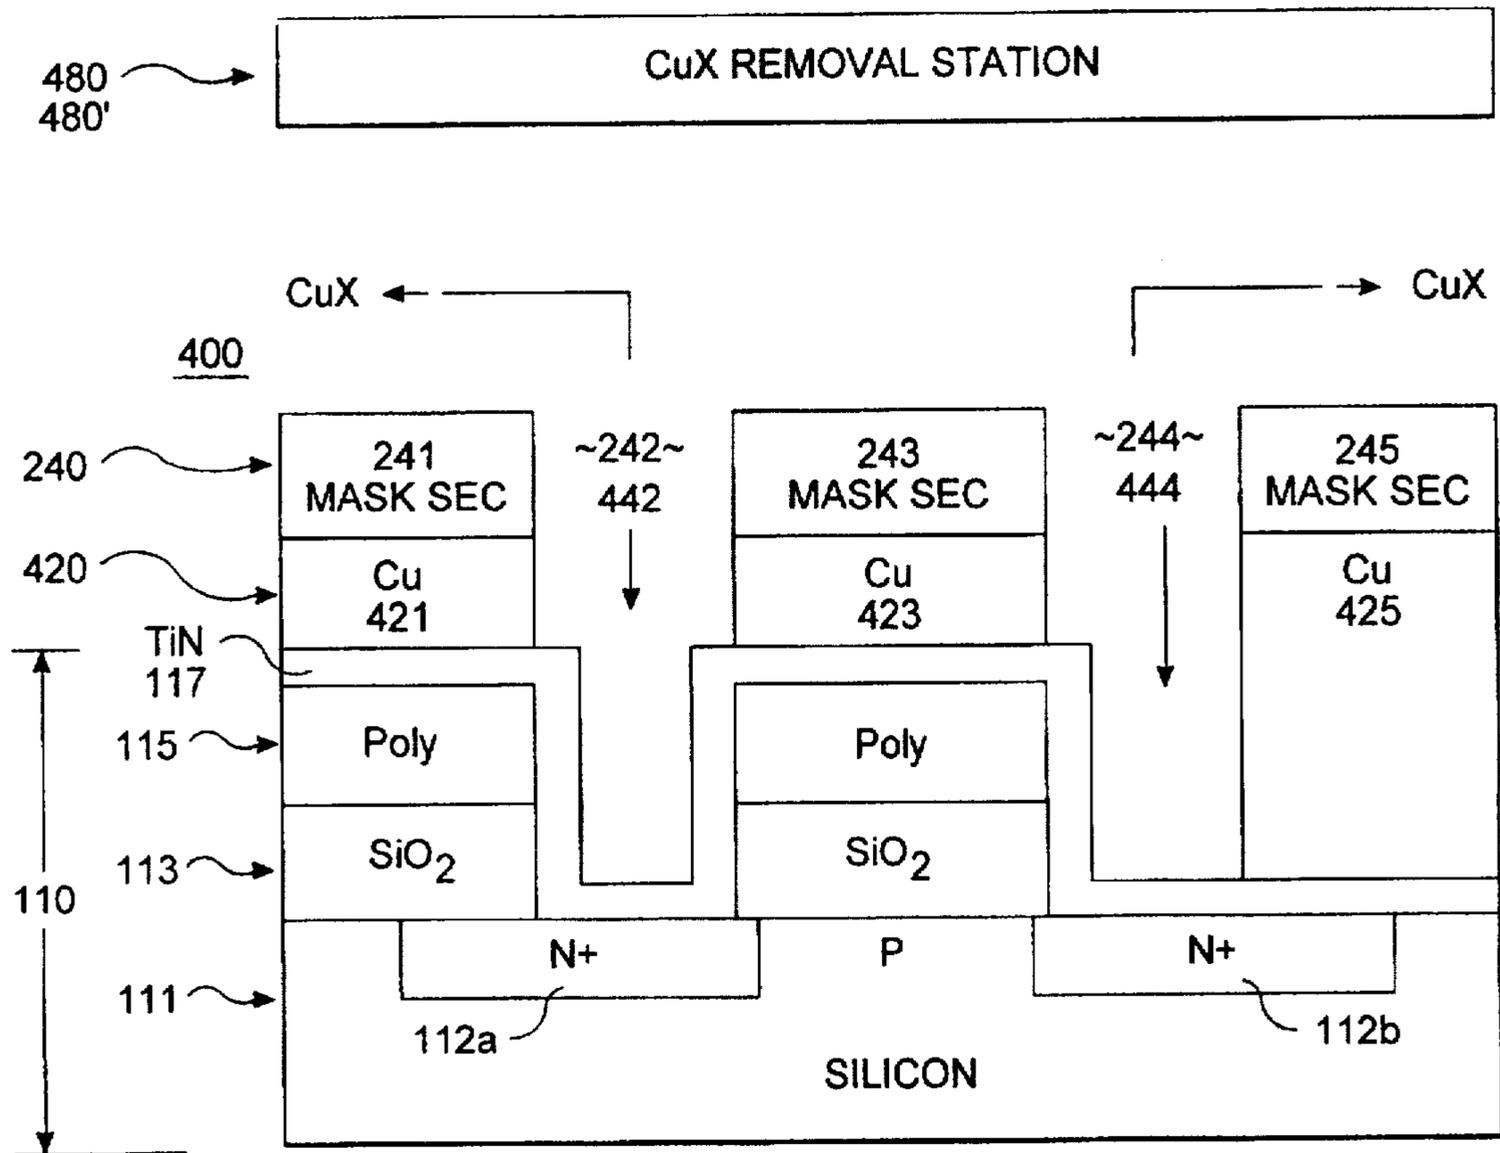 CuX REMOVAL STATION
480
480'
CuX
CuX
400
240
241
MASK SEC
~242~
442
243
MASK SEC
~244~
444
245
MASK SEC
420
Cu
421
Cu
423
Cu
425
TiN
117
115
Poly
Poly
113
SiO2
SiO2
110
N+
P
N+
111
112a
112b
SILICON